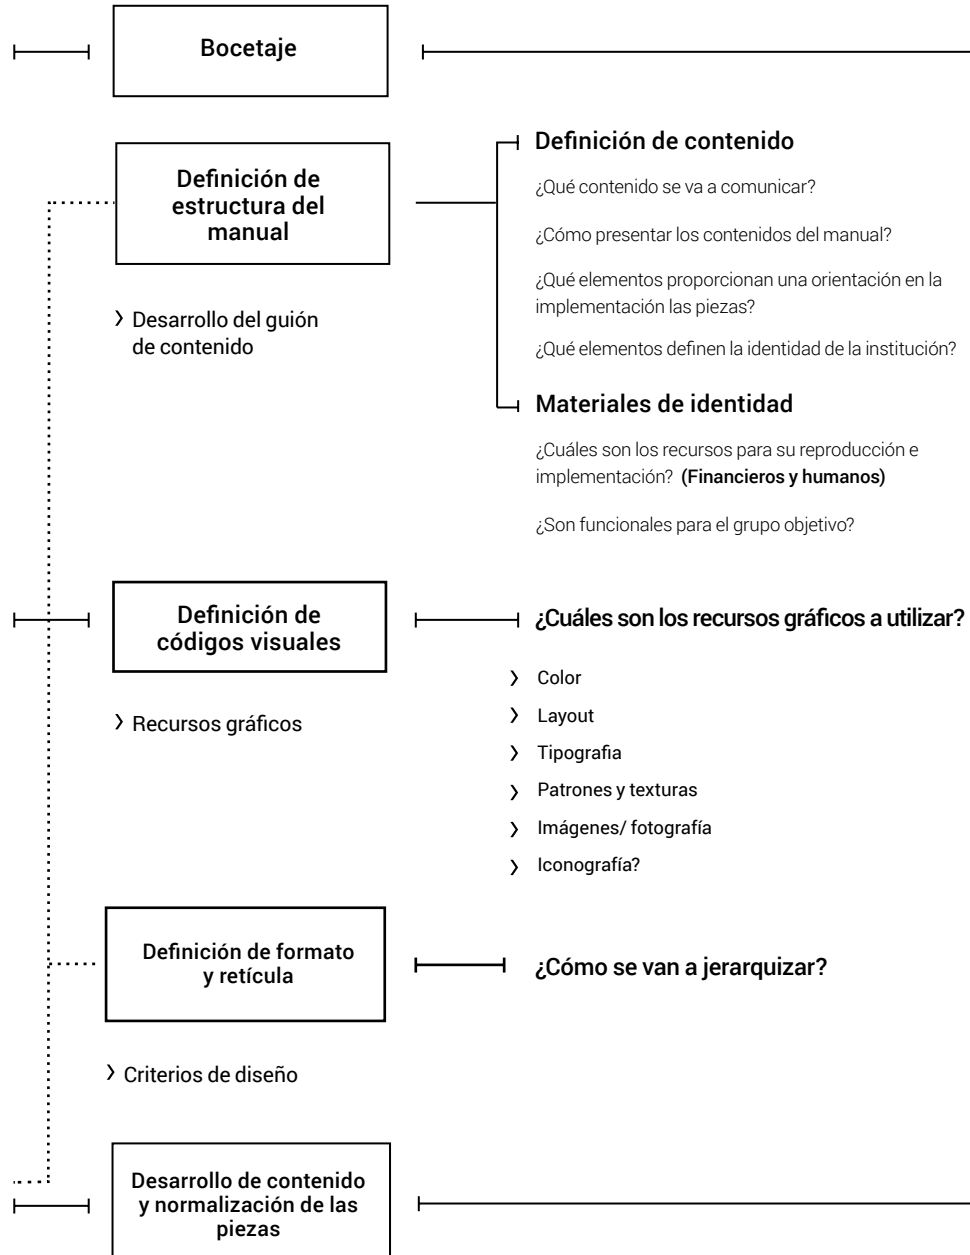 Bocetaje
Definición de
estructura del
manual
› Desarrollo del guión
de contenido
Definición de contenido
¿Qué contenido se va a comunicar?
¿Cómo presentar los contenidos del manual?
¿Qué elementos proporcionan una orientación en la
implementación las piezas?
¿Qué elementos definen la identidad de la institución?
Materiales de identidad
¿Cuáles son los recursos para su reproducción e
implementación? (Financieros y humanos)
¿Son funcionales para el grupo objetivo?
Definición de
códigos visuales
› Recursos gráficos
¿Cuáles son los recursos gráficos a utilizar?
› Color
› Layout
› Tipografia
› Patrones y texturas
› Imágenes/ fotografía
› Iconografía?
Definición de formato
y retícula
› Criterios de diseño
¿Cómo se van a jerarquizar?
Desarrollo de contenido
y normalización de las
piezas